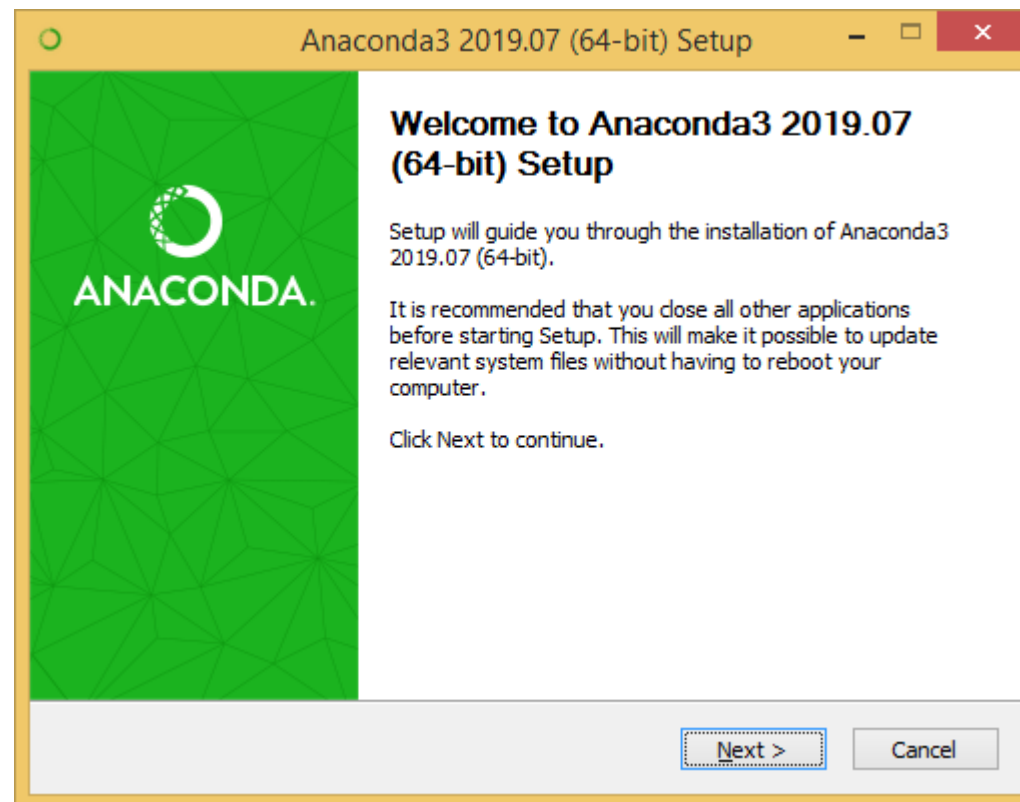 Anaconda3 2019.07 (64-bit) Setup
Welcome to Anaconda3 2019.07
(64-bit) Setup
ANACONDA.
Setup will guide you through the installation of Anaconda3
2019.07 (64-bit).
It is recommended that you close all other applications
before starting Setup. This will make it possible to update
relevant system files without having to reboot your
computer.
Click Next to continue.
Next >
Cancel